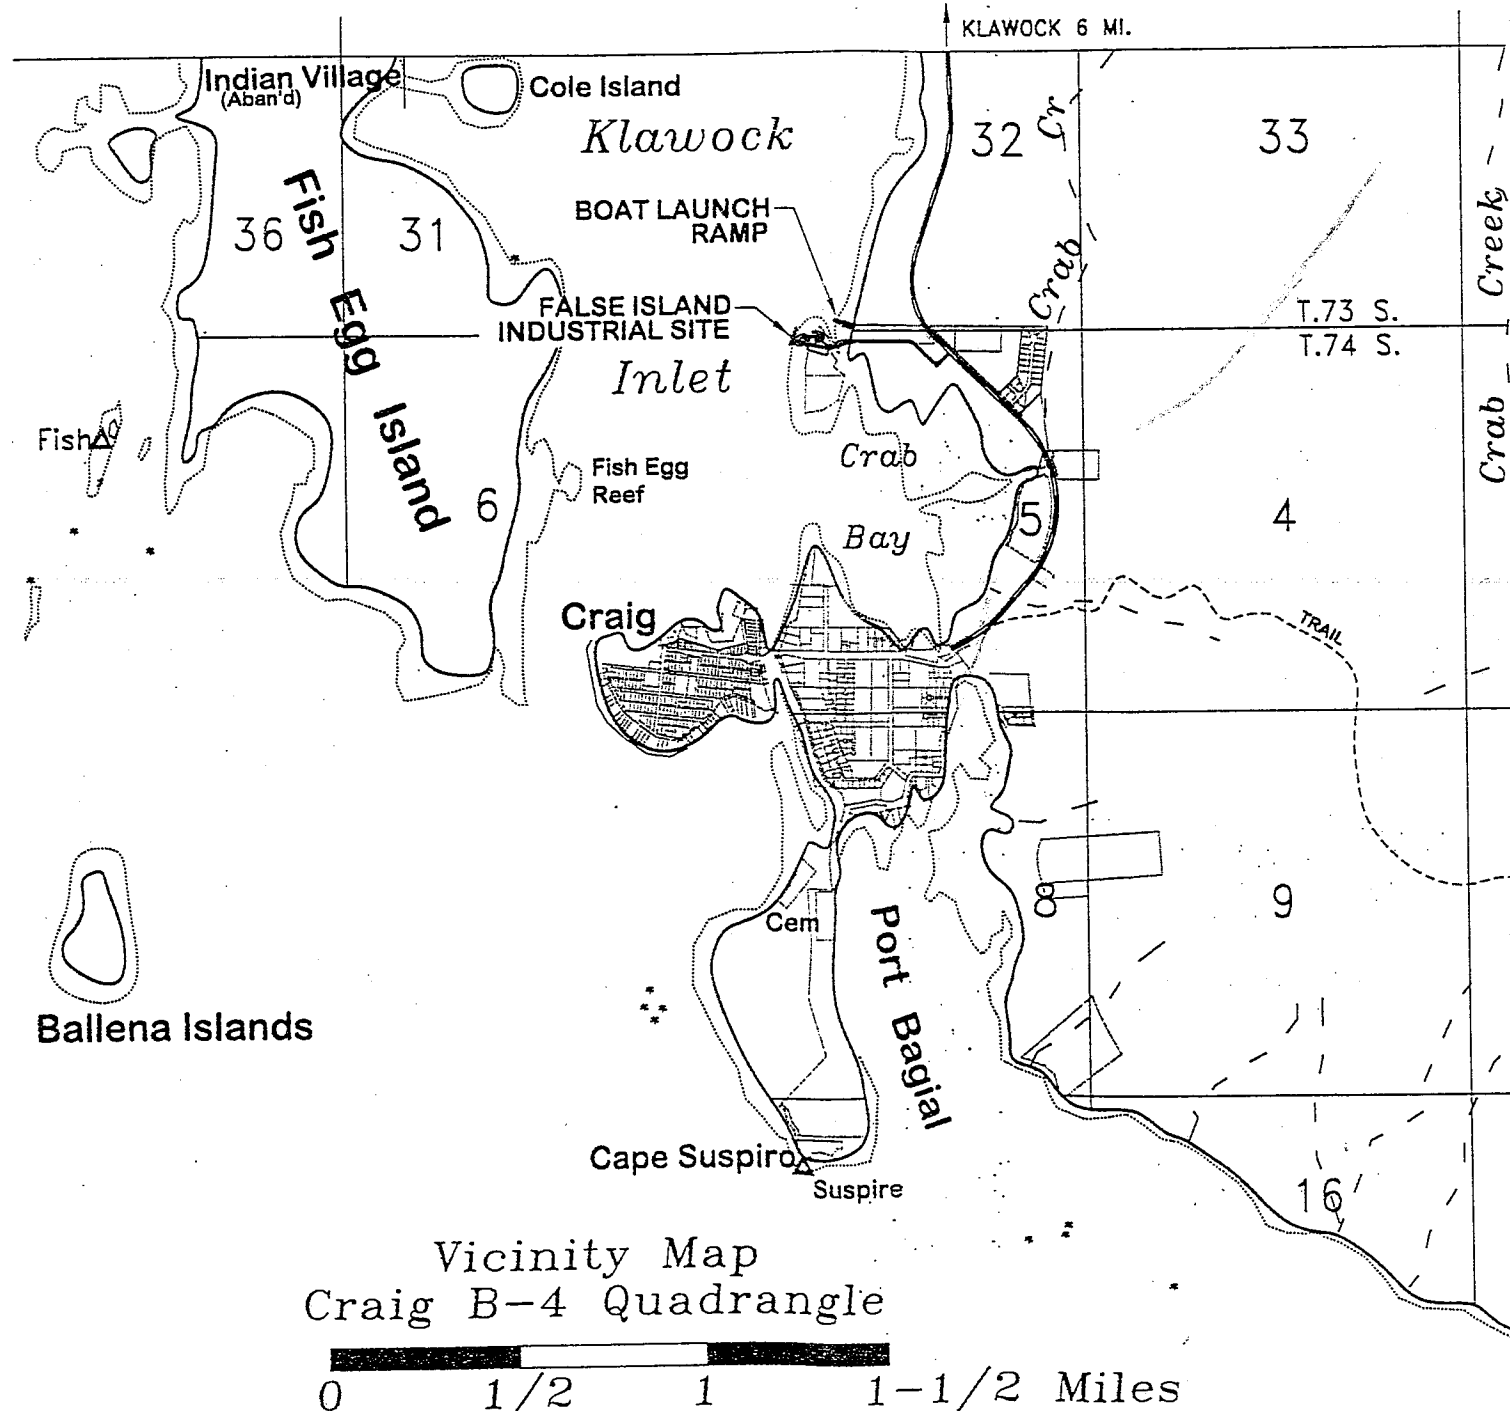 KLAWOCK 6 MI.
Indian Village
(Aban'd)
Cole Island
Klawock
32
Cr
33
BOAT LAUNCH
RAMP
Fish
36
31
Crab
Creek
FALSE ISLAND
INDUSTRIAL SITE
Egg
T.73 S.
T.74 S.
Inlet
Island
Crab
Fish
Crab
Fish Egg
Reef
6
5
4
Bay
Craig
TRAIL
8
9
Cem
Port
Ballena Islands
Bagial
Cape Suspiro
Suspire
16
Vicinity Map
Craig B-4 Quadrangle
0 1/2 1 1-1/2 Miles